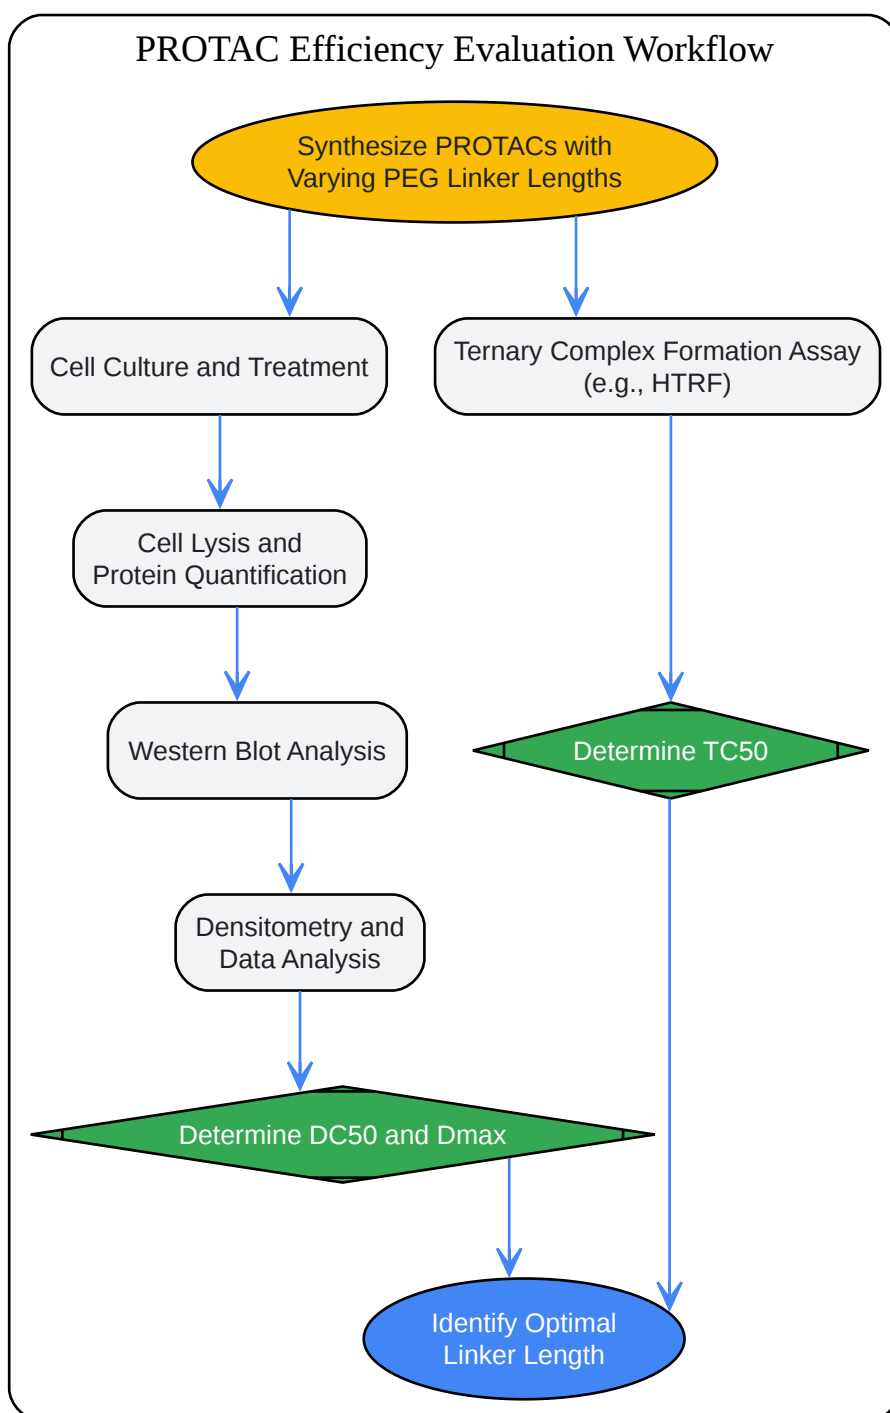 PROTAC Efficiency Evaluation Workflow
Synthesize PROTACs with
Varying PEG Linker Lengths
Cell Culture and Treatment
Ternary Complex Formation Assay
(e.g., HTRF)
Cell Lysis and
Protein Quantification
Western Blot Analysis
Determine TC50
Densitometry and
Data Analysis
Determine DC50 and Dmax
Identify Optimal
Linker Length